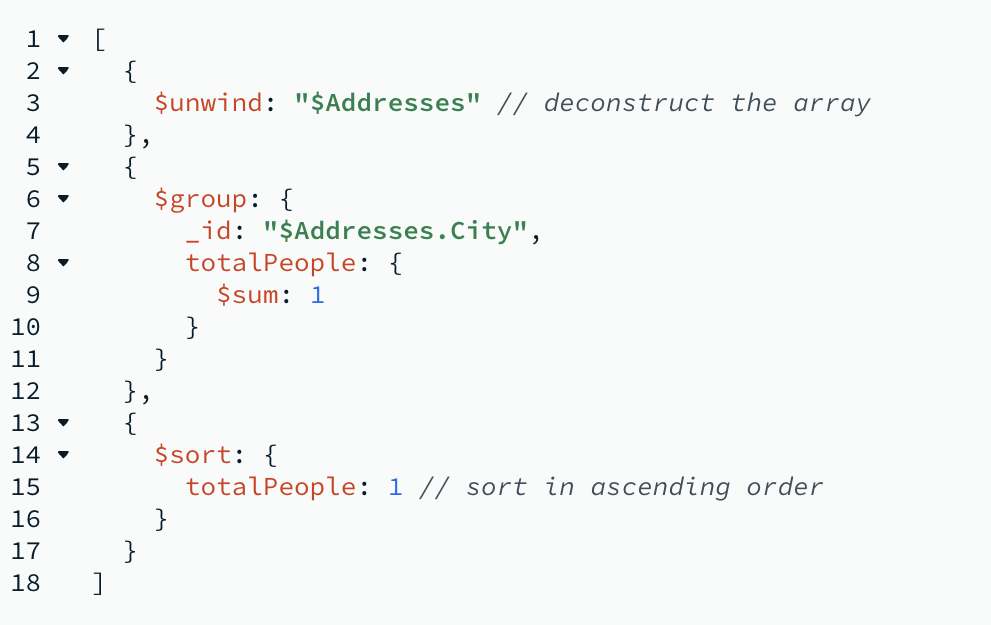 1 [
2 {
3 $unwind: "$Addresses" // deconstruct the array
4 },
5 {
6 $group: {
7 _id: "$Addresses.City",
8 totalPeople: {
9 $sum: 1
10 }
11 }
12 },
13 {
14 $sort: {
15 totalPeople: 1 // sort in ascending order
16 }
17 }
18 ]